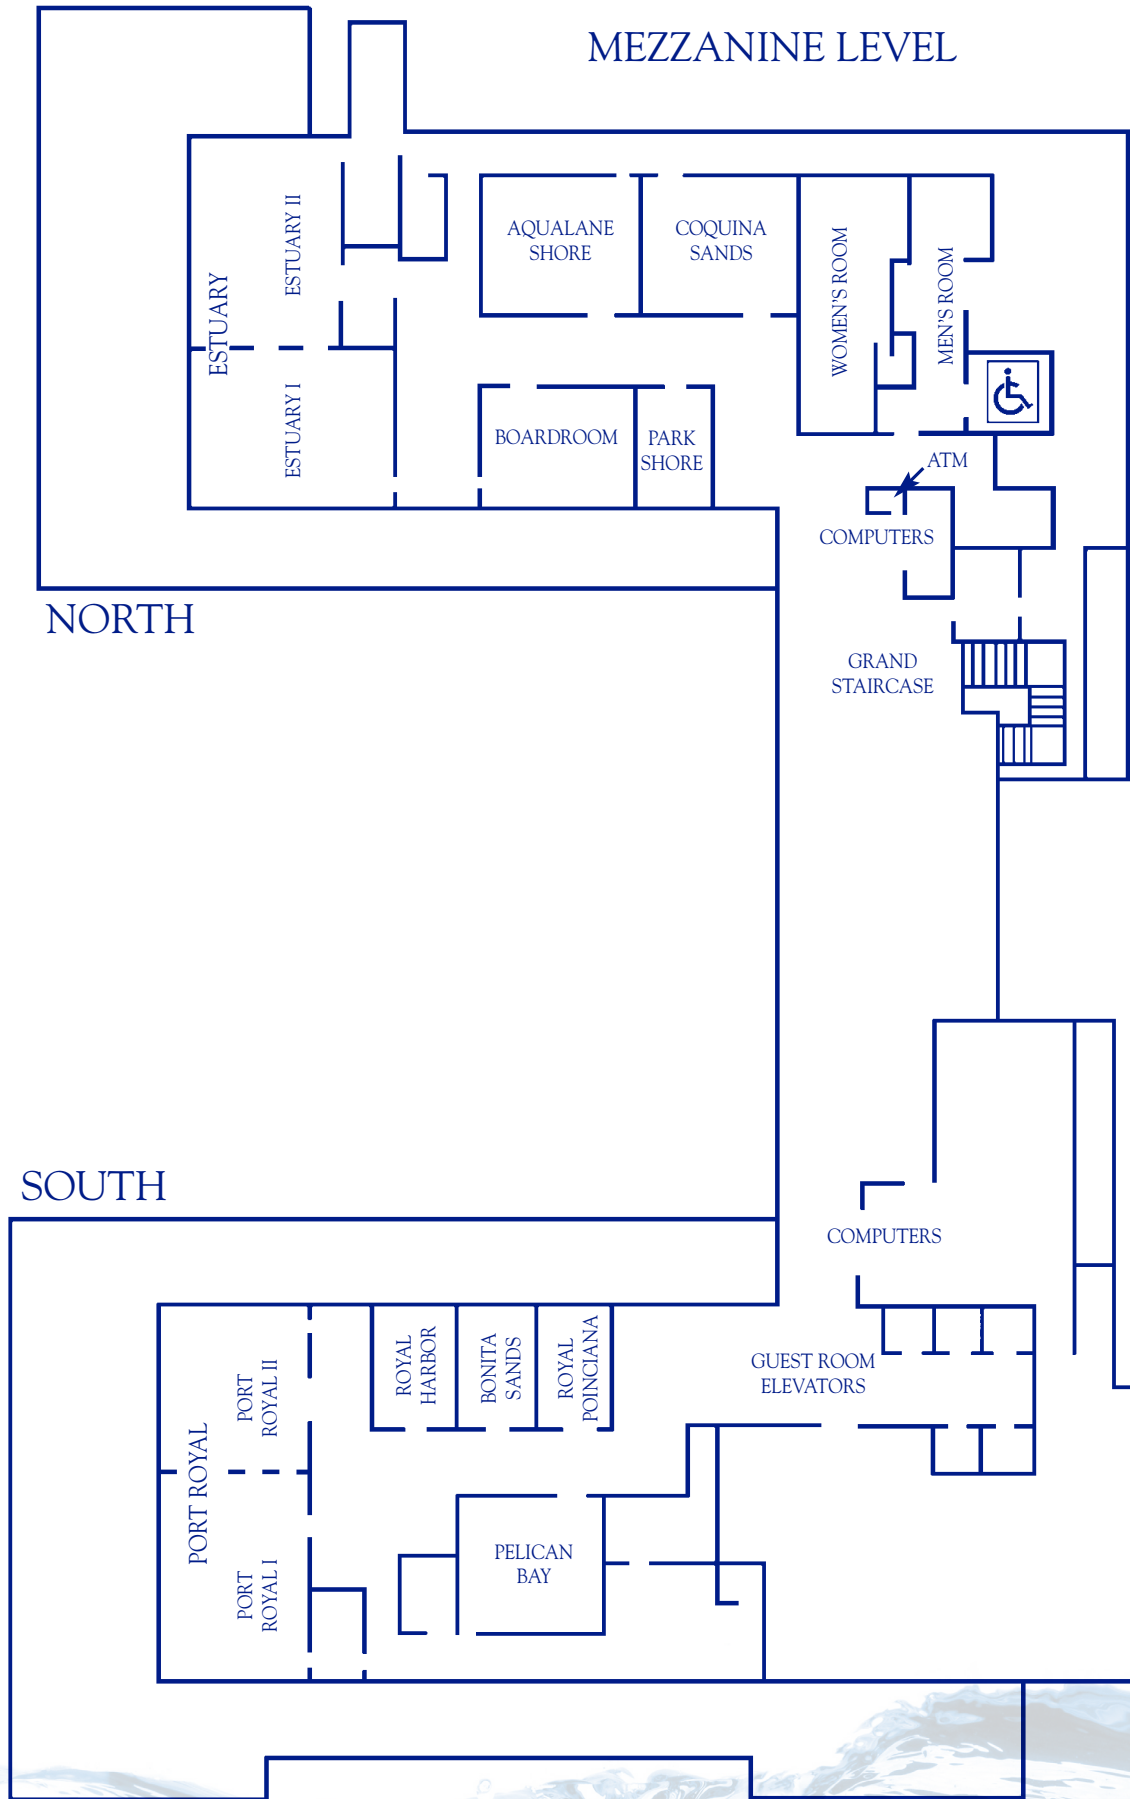 MEZZANINE LEVEL
ESTUARY II
ESTUARY
ESTUARY I
AQUALANE
SHORE
COQUINA
SANDS
WOMEN'S ROOM
MEN'S ROOM
BOARDROOM
PARK
SHORE
ATM
COMPUTERS
NORTH
GRAND
STAIRCASE
SOUTH
COMPUTERS
ROYAL
HARBOR
BONITA
SANDS
ROYAL
POINCIANA
GUEST ROOM
ELEVATORS
PORT
ROYAL II
PORT ROYAL
PORT
ROYAL I
PELICAN
BAY